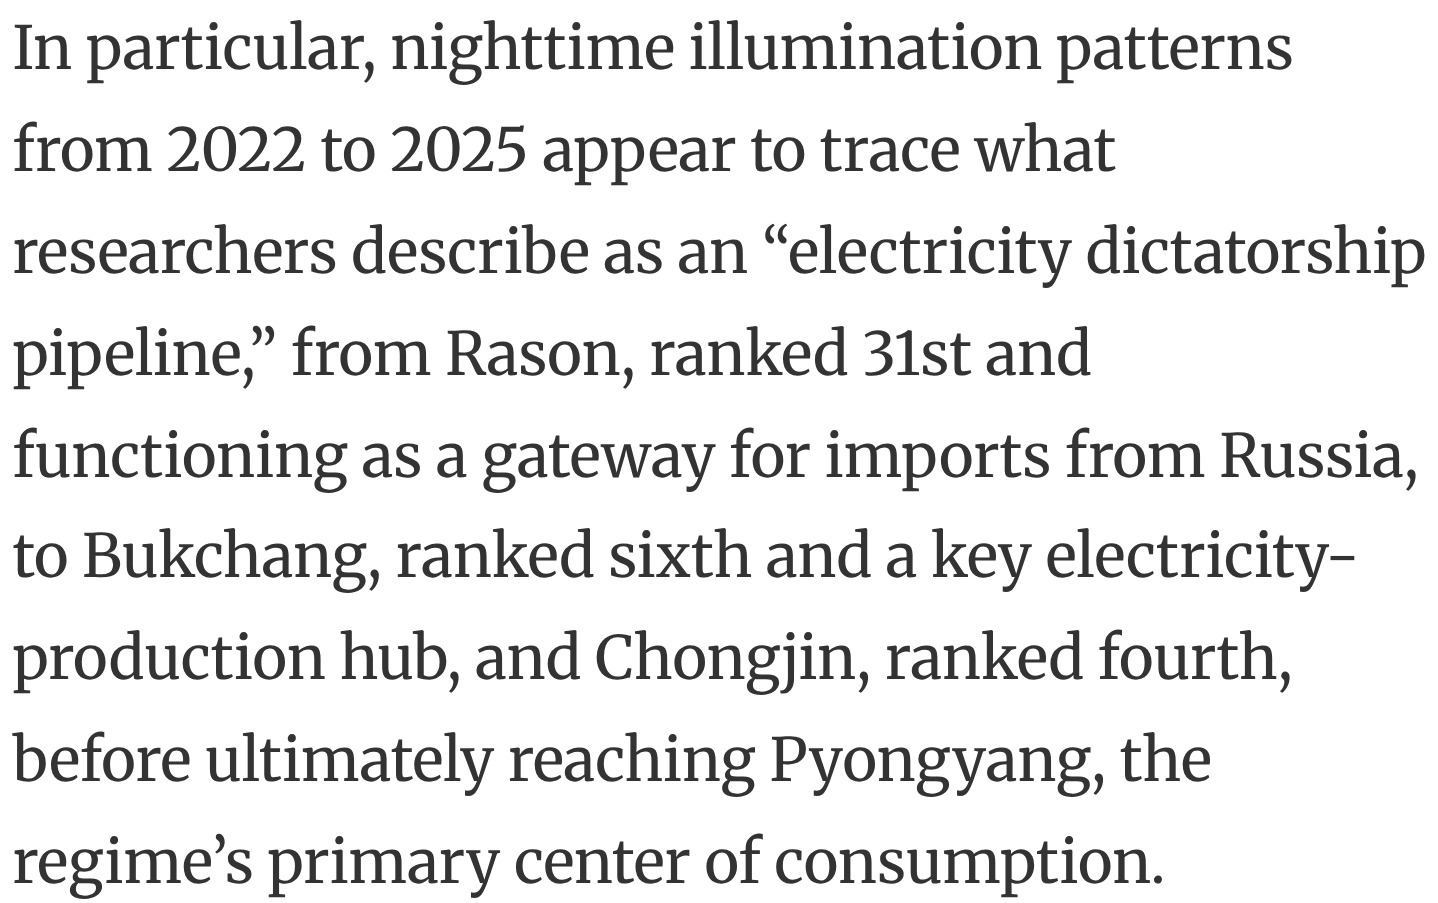 In particular, nighttime illumination patterns
from 2022 to 2025 appear to trace what
researchers describe as an “electricity dictatorship
pipeline,” from Rason, ranked 31st and
functioning as a gateway for imports from Russia,
to Bukchang, ranked sixth and a key electricity-
production hub, and Chongjin, ranked fourth,
before ultimately reaching Pyongyang, the
regime’s primary center of consumption.